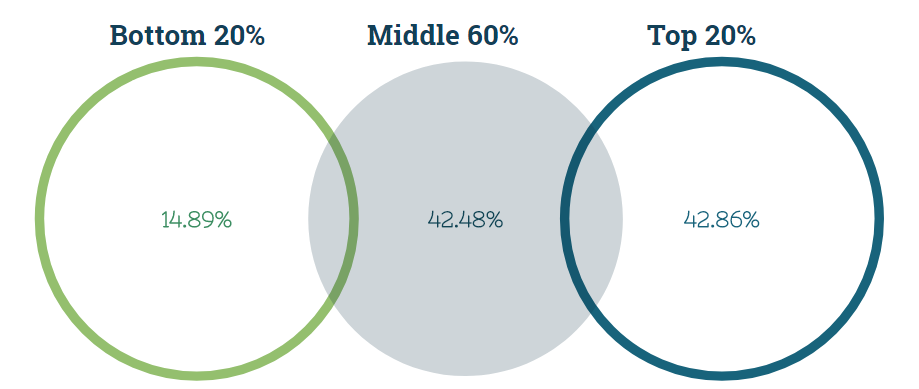 Bottom 20%
Middle 60%
Top 20%
14.89%
42.48%
42.86%